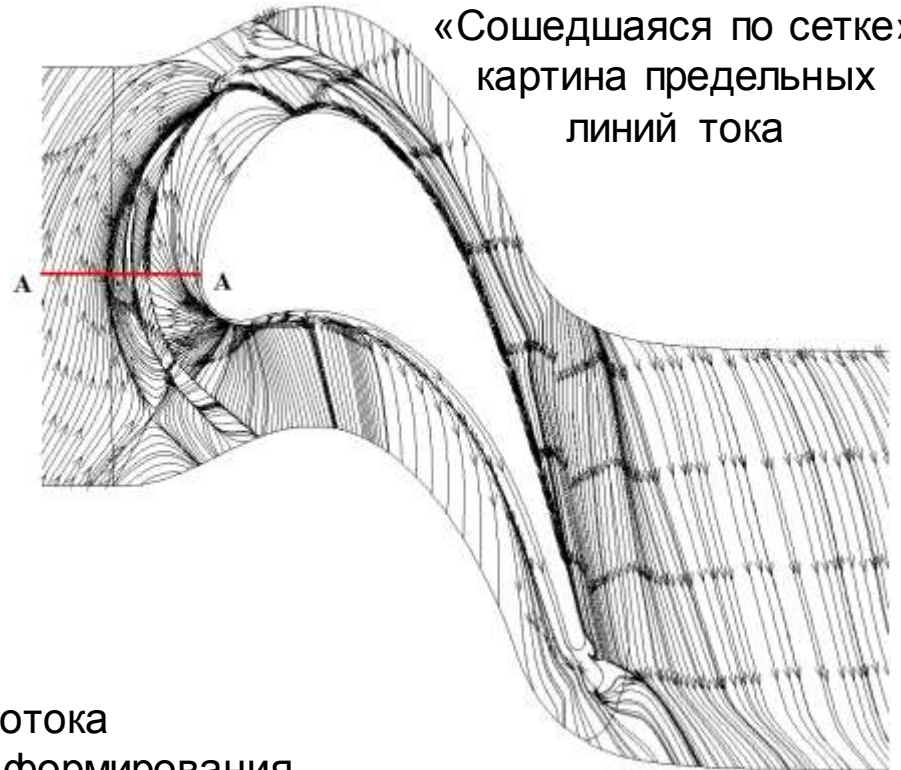 «Сошедшаяся по сетке»
картина предельных
линий тока
A A
отока
формирования